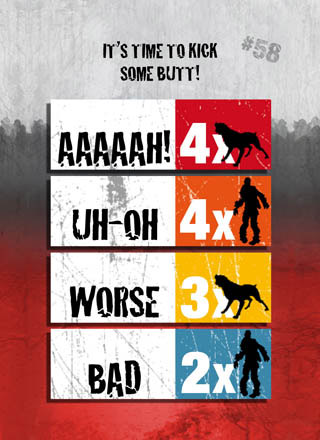 IT'S TIME TO KICK
SOME BUTT!
#58
AAAAAH! 4x
UH-OH 4x
WORSE 3x
BAD 2x